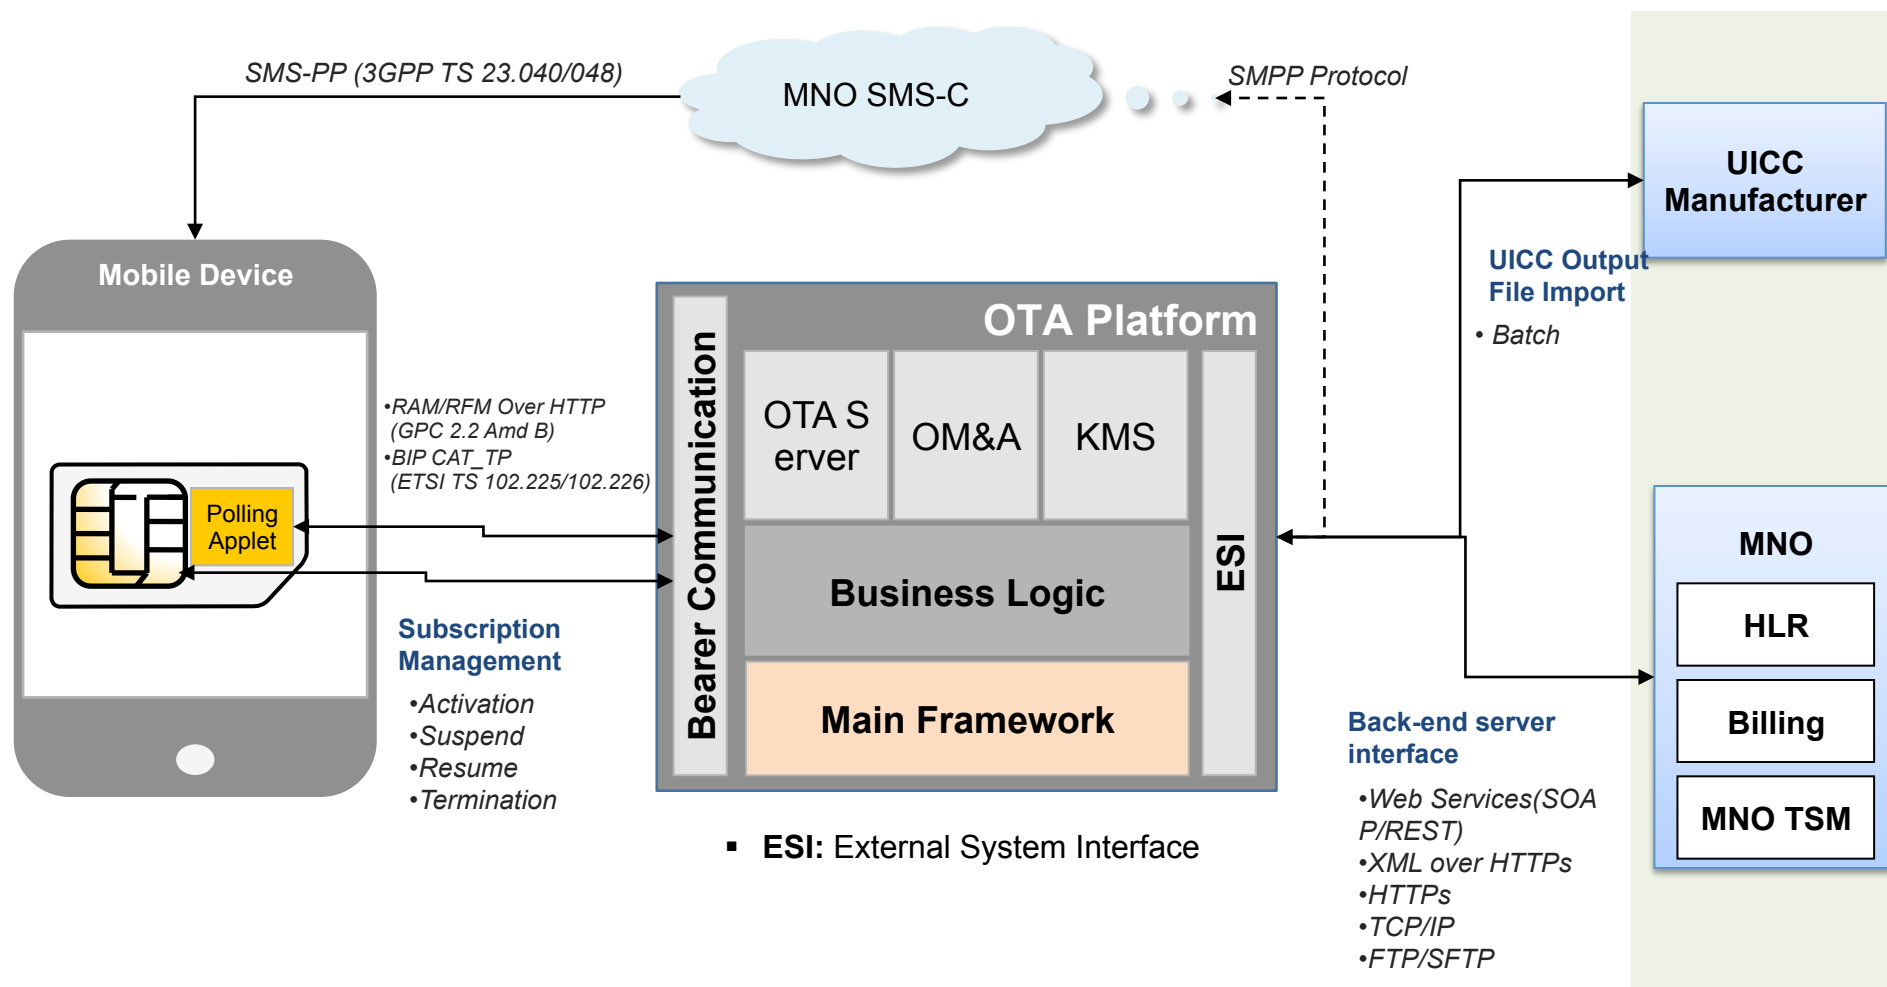 SMS-PP (3GPP TS 23.040/048)
MNO SMS-C
SMPP Protocol
UICC
Manufacturer
UICC Output
File Import
• Batch
Mobile Device
Polling
Applet
•RAM/RFM Over HTTP
(GPC 2.2 Amd B)
•BIP CAT_TP
(ETSI TS 102.225/102.226)
Subscription
Management
•Activation
•Suspend
•Resume
•Termination
OTA Platform
Bearer Communication
OTA S
erver
OM&A
KMS
Business Logic
Main Framework
ESI
▪ ESI: External System Interface
MNO
HLR
Billing
MNO TSM
Back-end server
interface
•Web Services(SOA
P/REST)
•XML over HTTPs
•HTTPs
•TCP/IP
•FTP/SFTP